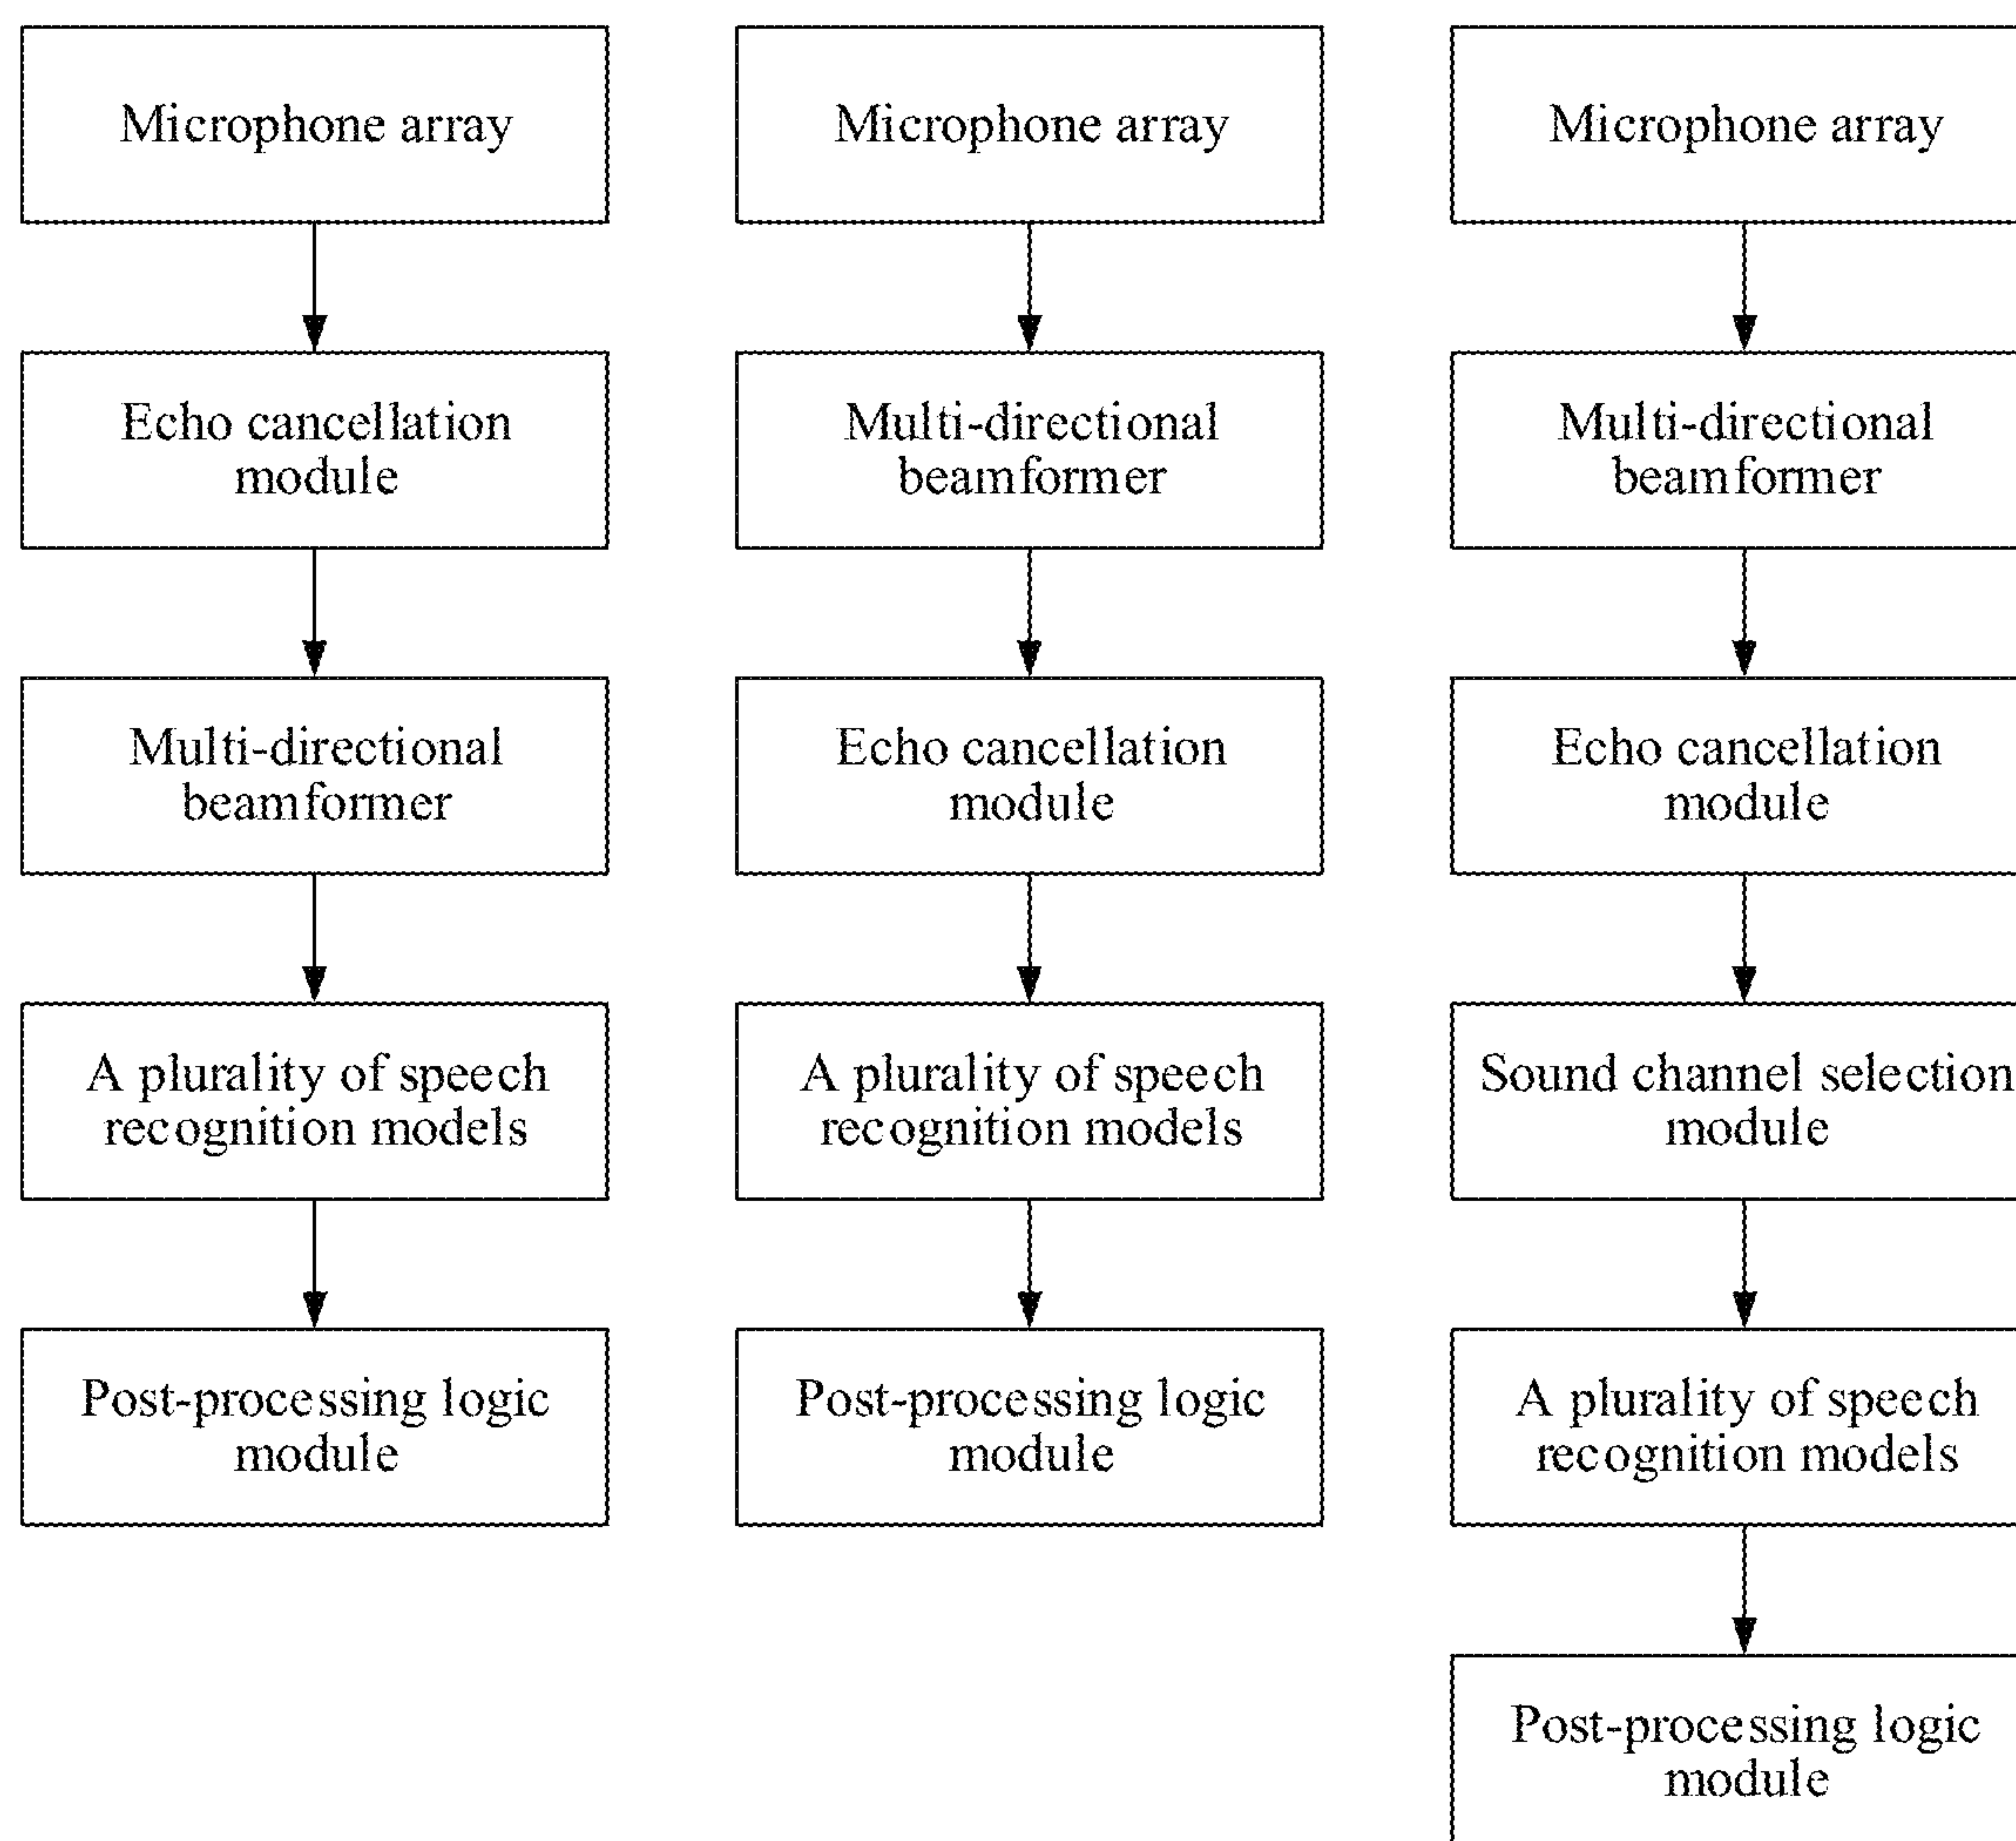 Microphone array
Echo cancellation
module
Multi-directional
beamformer
A plurality of speech
recognition models
Post-processing logic
module
Microphone array
Multi-directional
beamformer
Echo cancellation
module
A plurality of speech
recognition models
Post-processing logic
module
Microphone array
Multi-directional
beamformer
Echo cancellation
module
Sound channel selection
module
A plurality of speech
recognition models
Post-processing logic
module